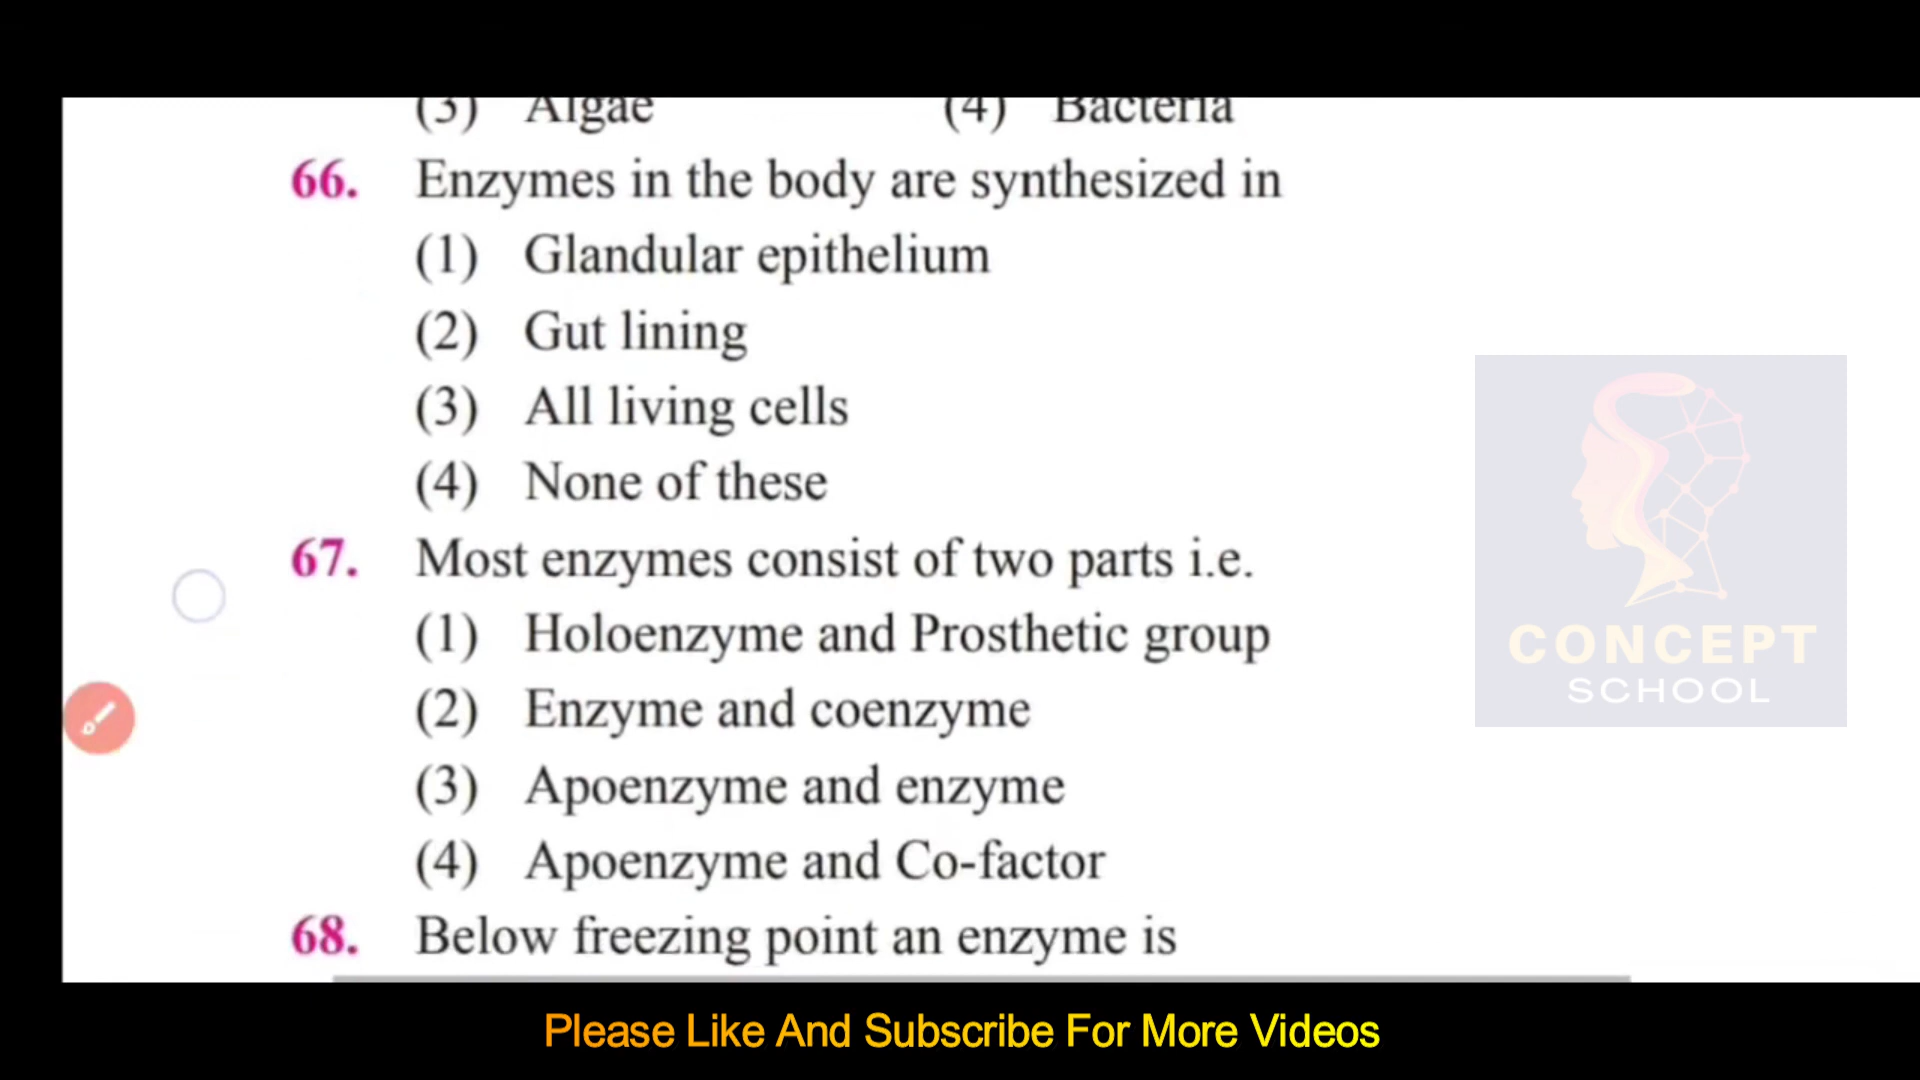 (3) Algae (4) Bacteria
66. Enzymes in the body are synthesized in
(1) Glandular epithelium
(2) Gut lining
(3) All living cells
(4) None of these
67. Most enzymes consist of two parts i.e.
(1) Holoenzyme and Prosthetic group
(2) Enzyme and coenzyme
(3) Apoenzyme and enzyme
(4) Apoenzyme and Co-factor
68. Below freezing point an enzyme is
CONCEPT
SCHOOL
Please Like And Subscribe For More Videos